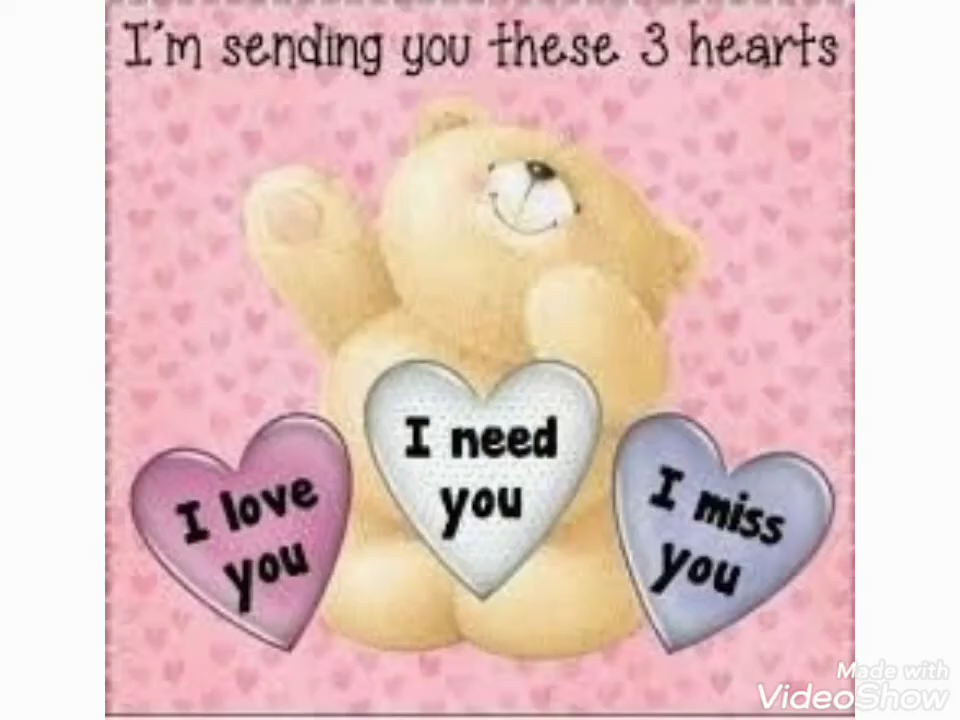 I'm sending you these 3 hearts
I love
you
I need
you
I miss
you
Made with
VideoShow